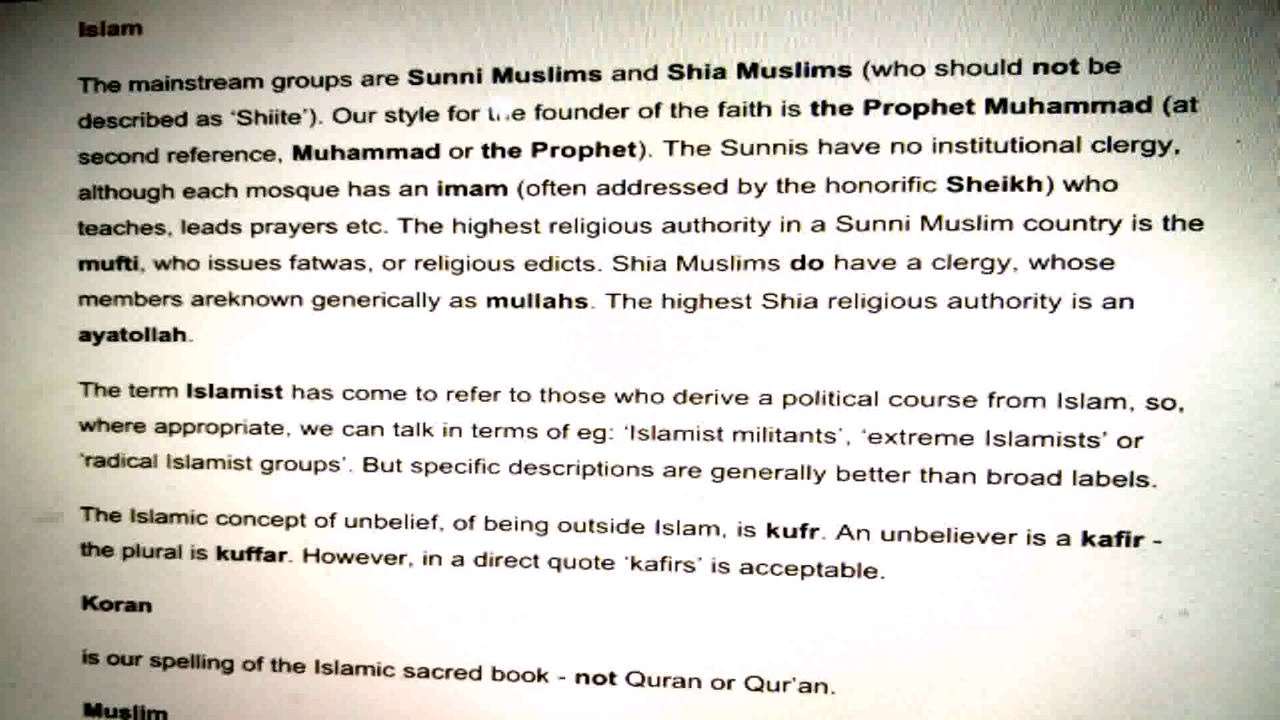 Islam
The mainstream groups are Sunni Muslims and Shia Muslims (who should not be
described as 'Shiite'). Our style for the founder of the faith is the Prophet Muhammad (at
second reference, Muhammad or the Prophet). The Sunnis have no institutional clergy,
although each mosque has an imam (often addressed by the honorific Sheikh) who
teaches, leads prayers etc. The highest religious authority in a Sunni Muslim country is the
mufti, who issues fatwas, or religious edicts. Shia Muslims do have a clergy, whose
members areknown generically as mullahs. The highest Shia religious authority is an
ayatollah.
The term Islamist has come to refer to those who derive a political course from Islam, so,
where appropriate, we can talk in terms of eg: 'Islamist militants', 'extreme Islamists' or
'radical Islamist groups'. But specific descriptions are generally better than broad labels.
The Islamic concept of unbelief, of being outside Islam, is kufr. An unbeliever is a kafir -
the plural is kuffar. However, in a direct quote 'kafirs' is acceptable.
Koran
is our spelling of the Islamic sacred book - not Quran or Qur'an.
Muslim